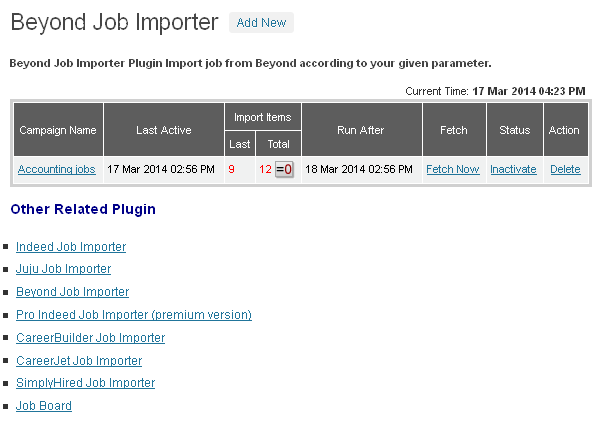 Beyond Job Importer Add New
Beyond Job Importer Plugin Import job from Beyond according to your given parameter.
Current Time: 17 Mar 2014 04:23 PM
Campaign Name Last Active Import Items Run After Fetch Status Action
Last Total
Accounting jobs 17 Mar 2014 02:56 PM 9 12 =0 18 Mar 2014 02:56 PM Fetch Now Inactivate Delete
Other Related Plugin
Indeed Job Importer
Juju Job Importer
Beyond Job Importer
Pro Indeed Job Importer (premium version)
CareerBuilder Job Importer
CareerJet Job Importer
SimplyHired Job Importer
Job Board